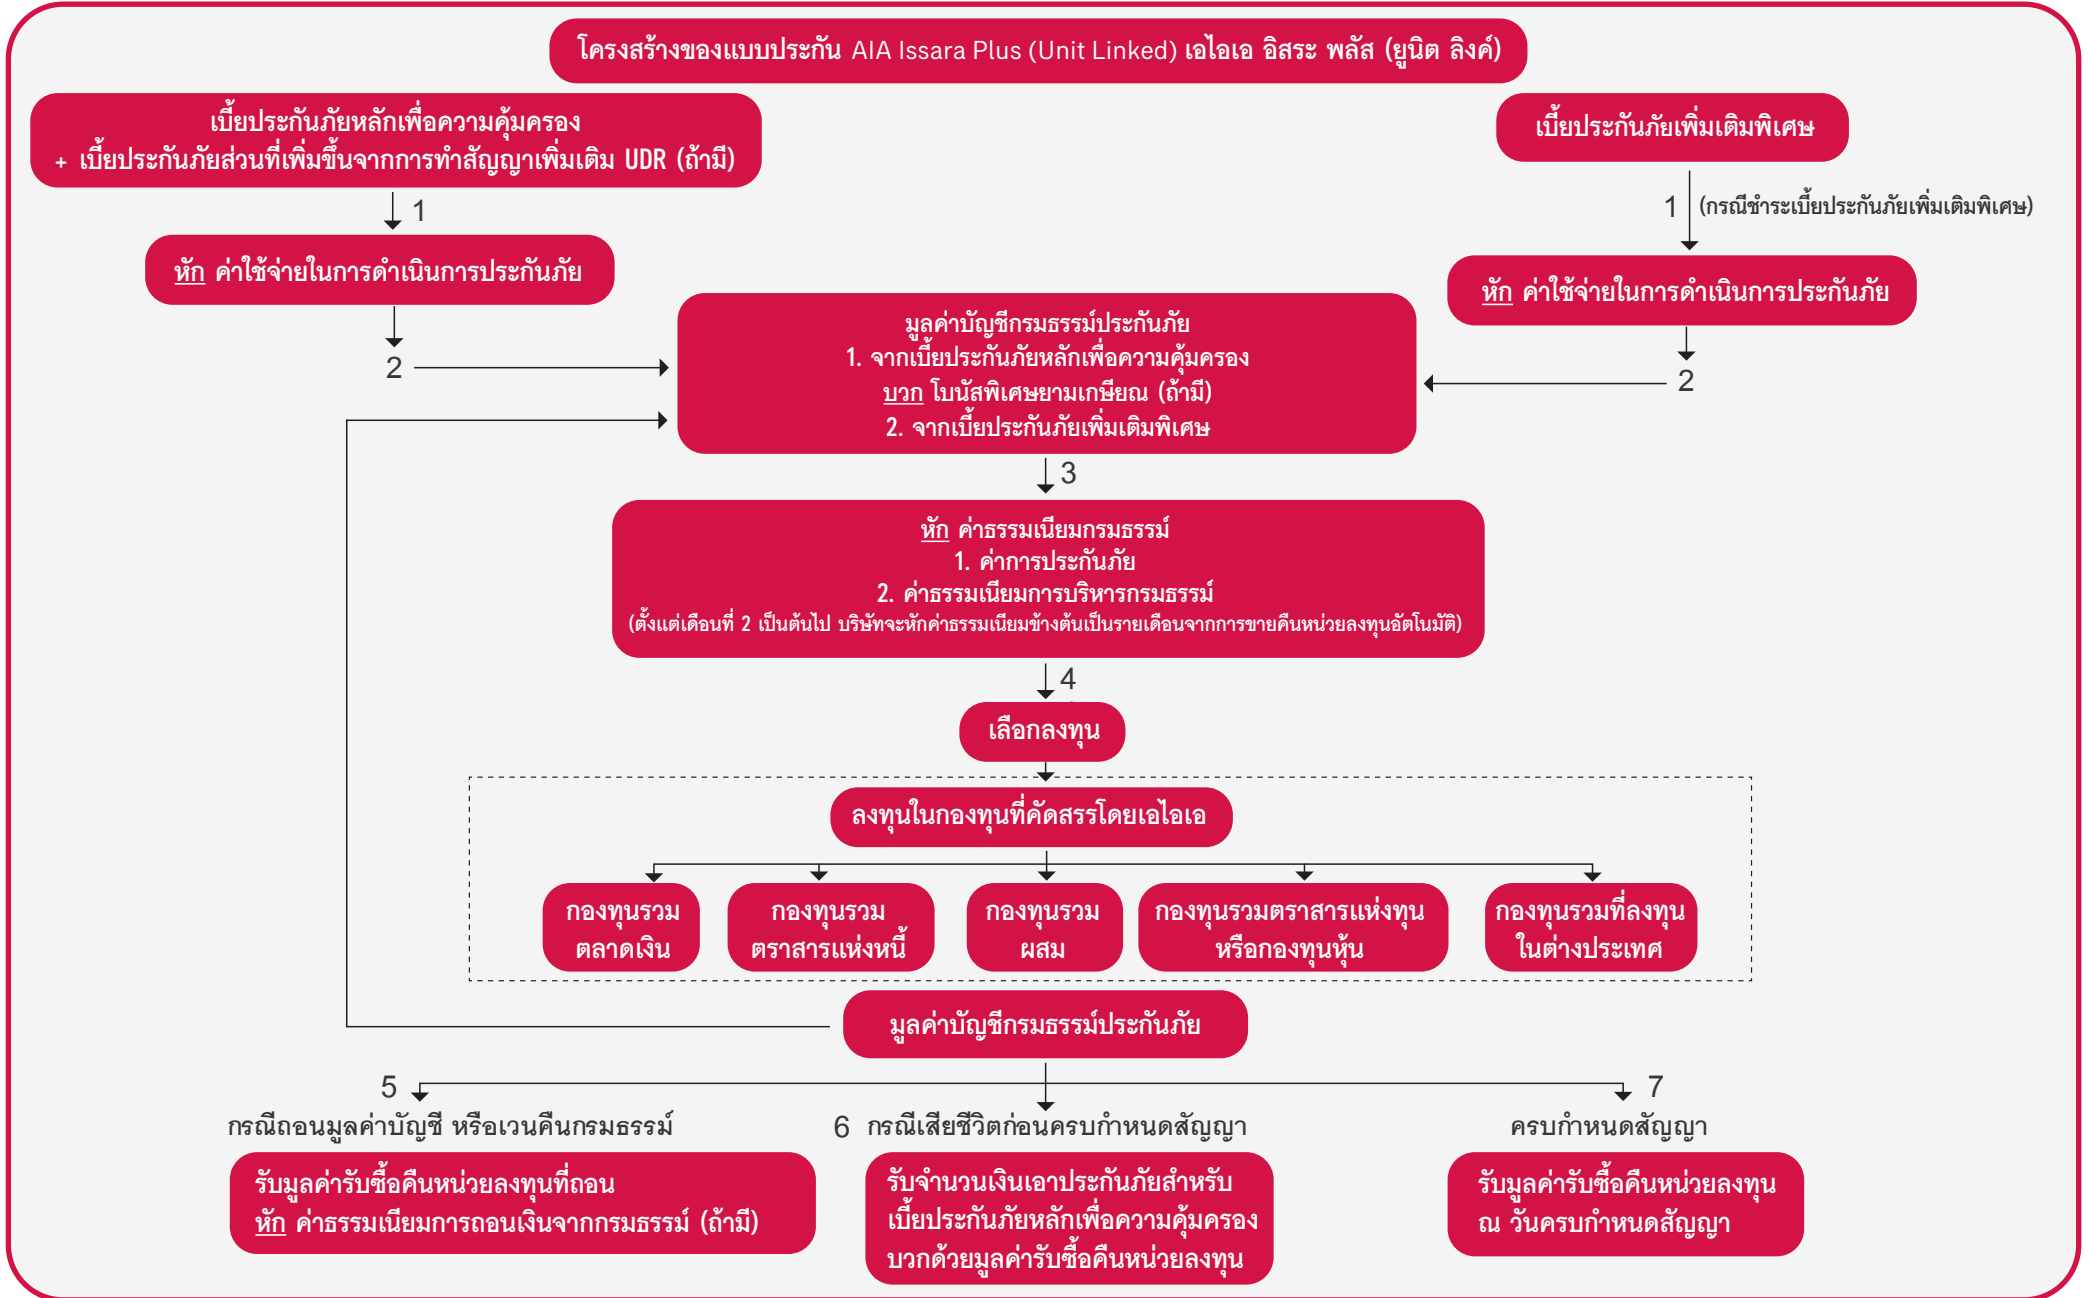 โครงสร้างของแบบประกัน AIA Issara Plus (Unit Linked) เอไอเอ อิสระ พลัส (ยูนิต ลิงค์)
เบี้ยประกันภัยหลักเพื่อความคุ้มครอง
+ เบี้ยประกันภัยส่วนที่เพิ่มขึ้นจากการทำสัญญาเพิ่มเติม UDR (ถ้ามี)
เบี้ยประกันภัยเพิ่มเติมพิเศษ
1
1 (กรณีชำระเบี้ยประกันภัยเพิ่มเติมพิเศษ)
หัก ค่าใช้จ่ายในการดำเนินการประกันภัย
หัก ค่าใช้จ่ายในการดำเนินการประกันภัย
2
2
มูลค่าบัญชีกรมธรรม์ประกันภัย
1. จากเบี้ยประกันภัยหลักเพื่อความคุ้มครอง
บวก โบนัสพิเศษยามเกษียณ (ถ้ามี)
2. จากเบี้ยประกันภัยเพิ่มเติมพิเศษ
3
หัก ค่าธรรมเนียมกรมธรรม์
1. ค่าการประกันภัย
2. ค่าธรรมเนียมการบริหารกรมธรรม์
(ตั้งแต่เดือนที่ 2 เป็นต้นไป บริษัทจะหักค่าธรรมเนียมข้างต้นเป็นรายเดือนจากการขายคืนหน่วยลงทุนอัตโนมัติ)
4
เลือกลงทุน
ลงทุนในกองทุนที่คัดสรรโดยเอไอเอ
กองทุนรวม
ตลาดเงิน
กองทุนรวม
ตราสารแห่งหนี้
กองทุนรวม
ผสม
กองทุนรวมตราสารแห่งทุน
หรือกองทุนหุ้น
กองทุนรวมที่ลงทุน
ในต่างประเทศ
มูลค่าบัญชีกรมธรรม์ประกันภัย
5
กรณีถอนมูลค่าบัญชี หรือเวนคืนกรมธรรม์
รับมูลค่ารับซื้อคืนหน่วยลงทุนที่ถอน
หัก ค่าธรรมเนียมการถอนเงินจากกรมธรรม์ (ถ้ามี)
6 กรณีเสียชีวิตก่อนครบกำหนดสัญญา
รับจำนวนเงินเอาประกันภัยสำหรับ
เบี้ยประกันภัยหลักเพื่อความคุ้มครอง
บวกด้วยมูลค่ารับซื้อคืนหน่วยลงทุน
7
ครบกำหนดสัญญา
รับมูลค่ารับซื้อคืนหน่วยลงทุน
ณ วันครบกำหนดสัญญา